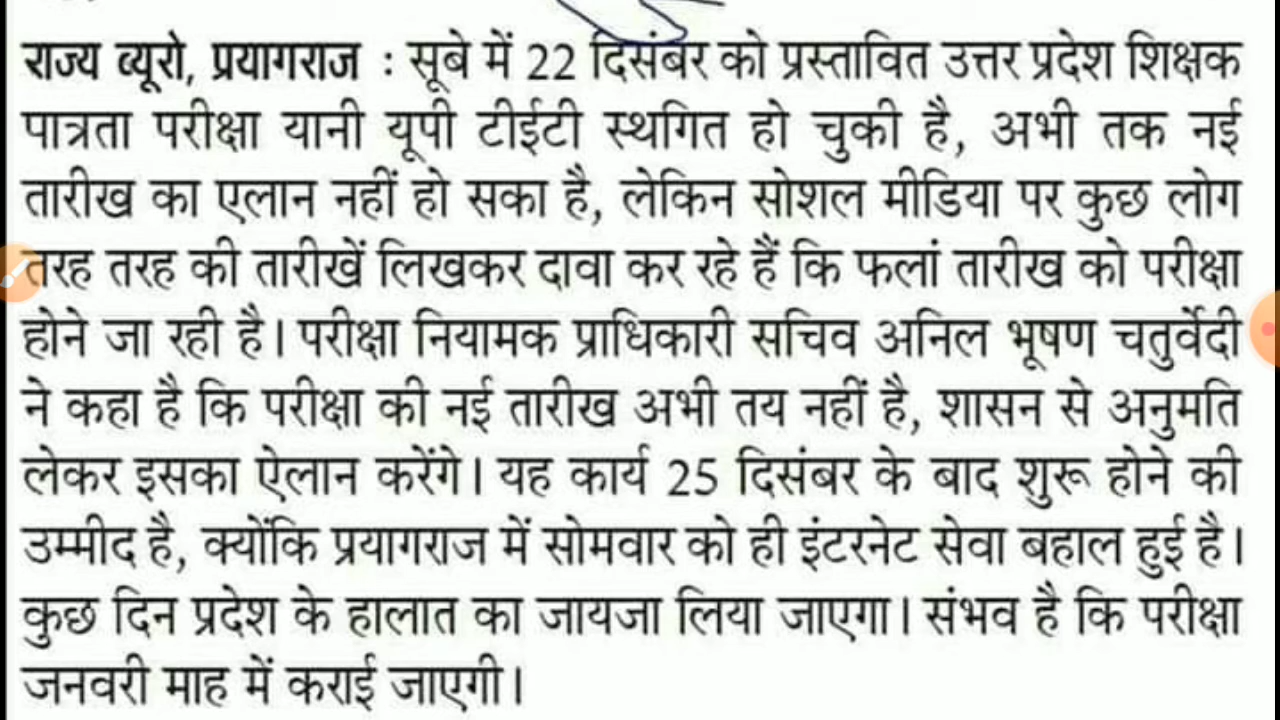 राज्य ब्यूरो, प्रयागराज : सूबे में 22 दिसंबर को प्रस्तावित उत्तर प्रदेश शिक्षक
पात्रता परीक्षा यानी यूपी टीईटी स्थगित हो चुकी है, अभी तक नई
तारीख का एलान नहीं हो सका है, लेकिन सोशल मीडिया पर कुछ लोग
तरह तरह की तारीखें लिखकर दावा कर रहे हैं कि फलां तारीख को परीक्षा
होने जा रही है। परीक्षा नियामक प्राधिकारी सचिव अनिल भूषण चतुर्वेदी
ने कहा है कि परीक्षा की नई तारीख अभी तय नहीं है, शासन से अनुमति
लेकर इसका ऐलान करेंगे। यह कार्य 25 दिसंबर के बाद शुरू होने की
उम्मीद है, क्योंकि प्रयागराज में सोमवार को ही इंटरनेट सेवा बहाल हुई है।
कुछ दिन प्रदेश के हालात का जायजा लिया जाएगा। संभव है कि परीक्षा
जनवरी माह में कराई जाएगी।